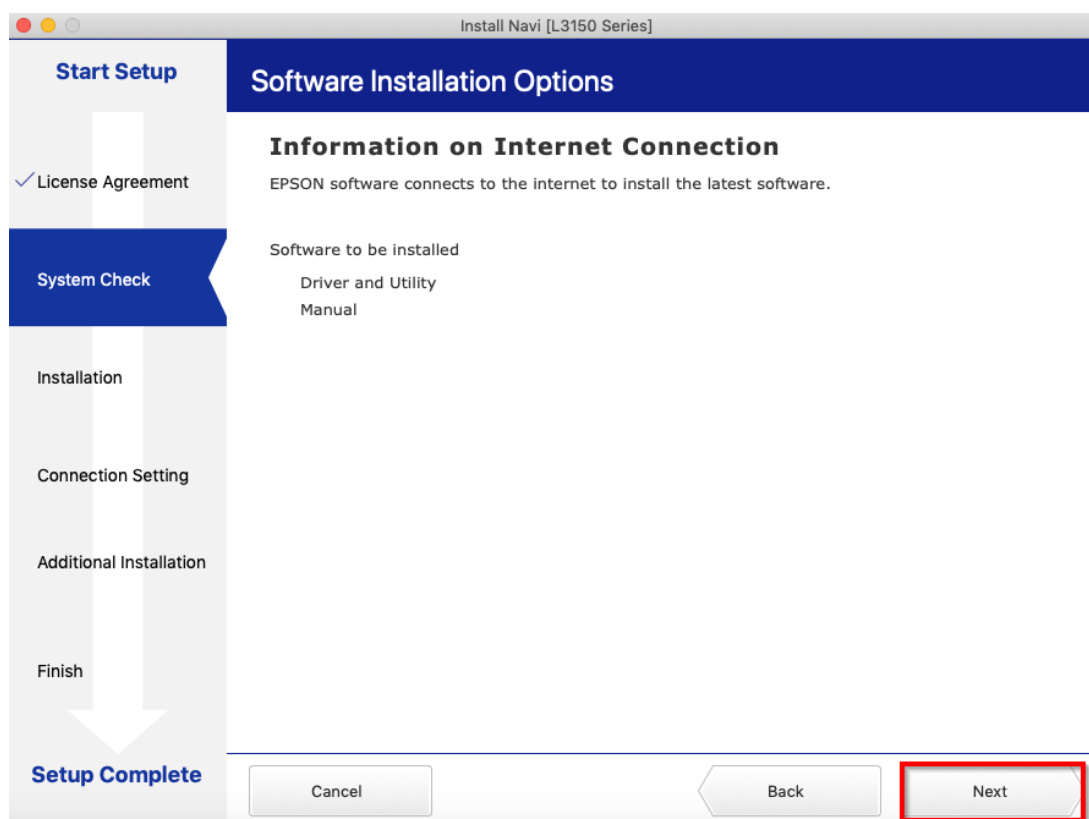 Install Navi [L3150 Series]
Start Setup
License Agreement
System Check
Installation
Connection Setting
Additional Installation
Finish
Setup Complete
Software Installation Options
Information on Internet Connection
EPSON software connects to the internet to install the latest software.
Software to be installed
Driver and Utility
Manual
Cancel
Back
Next